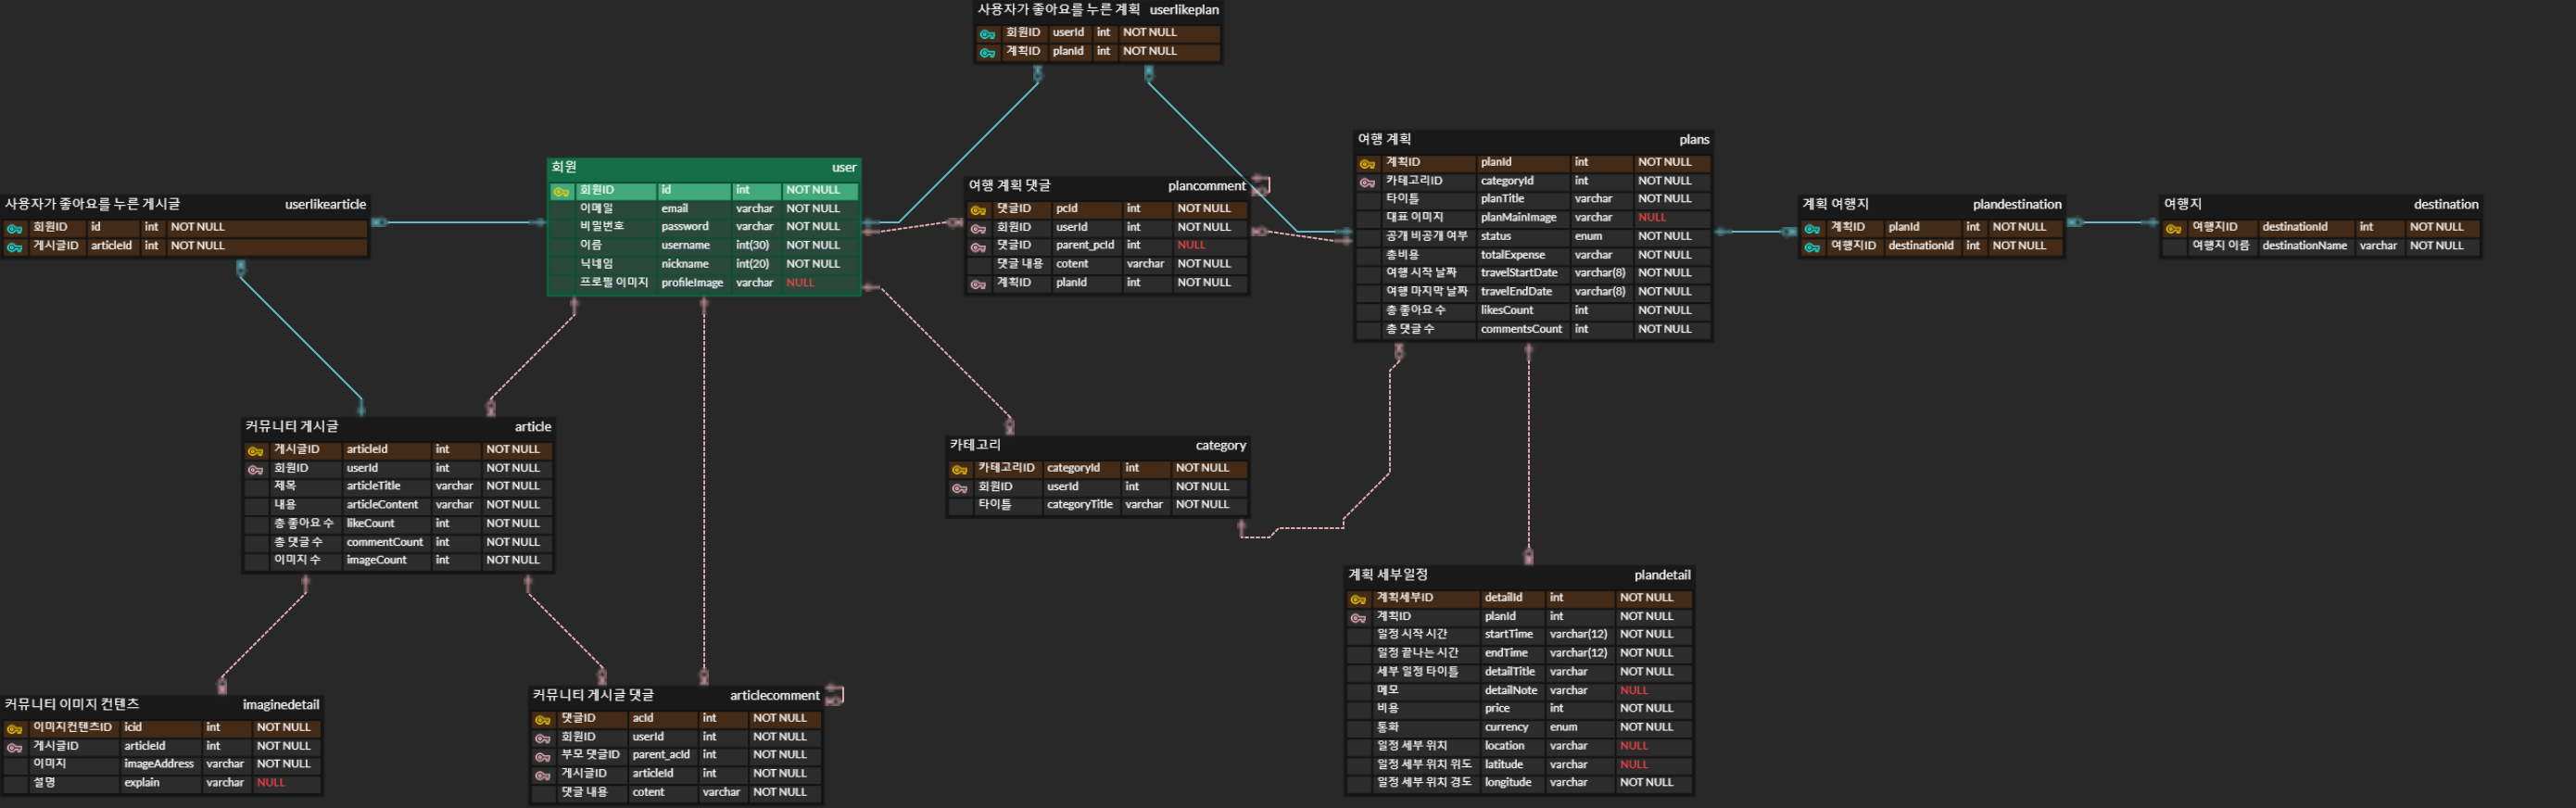 사용자가 좋아요를 누른 계획 userlikeplan
회원ID userId int NOT NULL
계획ID planId int NOT NULL
회원 user
회원ID id int NOT NULL
이메일 email varchar NOT NULL
비밀번호 password varchar NOT NULL
이름 username int(30) NOT NULL
닉네임 nickname int(20) NOT NULL
프로필 이미지 profileImage varchar NULL
여행 계획 댓글 plancomment
댓글ID pcId int NOT NULL
회원ID userId int NOT NULL
댓글ID parent_pcId int NULL
댓글 내용 cotent varchar NOT NULL
계획ID planId int NOT NULL
여행 계획 plans
계획ID planId int NOT NULL
카테고리ID categoryId int NOT NULL
타이틀 planTitle varchar NOT NULL
대표 이미지 planMainImage varchar NULL
공개 비공개 여부 status enum NOT NULL
총비용 totalExpense varchar NOT NULL
여행 시작 날짜 travelStartDate varchar(8) NOT NULL
여행 마지막 날짜 travelEndDate varchar(8) NOT NULL
총 좋아요 수 likesCount int NOT NULL
총 댓글 수 commentsCount int NOT NULL
사용자가 좋아요를 누른 게시글 userlikearticle
회원ID id int NOT NULL
게시글ID articleId int NOT NULL
계획 여행지 plandestination
계획ID planId int NOT NULL
여행지ID destinationId int NOT NULL
여행지 destination
여행지ID destinationId int NOT NULL
여행지 이름 destinationName varchar NOT NULL
커뮤니티 게시글 article
게시글ID articleId int NOT NULL
회원ID userId int NOT NULL
제목 articleTitle varchar NOT NULL
내용 articleContent varchar NOT NULL
총 좋아요 수 likeCount int NOT NULL
총 댓글 수 commentCount int NOT NULL
이미지 수 imageCount int NOT NULL
카테고리 category
카테고리ID categoryId int NOT NULL
회원ID userId int NOT NULL
타이틀 categoryTitle varchar NOT NULL
계획 세부일정 plandetail
계획세부ID detailId int NOT NULL
계획ID planId int NOT NULL
일정 시작 시간 startTime varchar(12) NOT NULL
일정 끝나는 시간 endTime varchar(12) NOT NULL
세부 일정 타이틀 detailTitle varchar NOT NULL
메모 detailNote varchar NULL
비용 price int NOT NULL
통화 currency enum NOT NULL
일정 세부 위치 location varchar NULL
일정 세부 위치 위도 latitude varchar NULL
일정 세부 위치 경도 longitude varchar NOT NULL
커뮤니티 이미지 컨텐츠 imaginedetail
이미지컨텐츠ID icid int NOT NULL
게시글ID articleId int NOT NULL
이미지 imageAddress varchar NOT NULL
설명 explain varchar NULL
커뮤니티 게시글 댓글 articlecomment
댓글ID acId int NOT NULL
회원ID userId int NOT NULL
부모 댓글ID parent_acId int NOT NULL
게시글ID articleId int NOT NULL
댓글 내용 cotent varchar NOT NULL